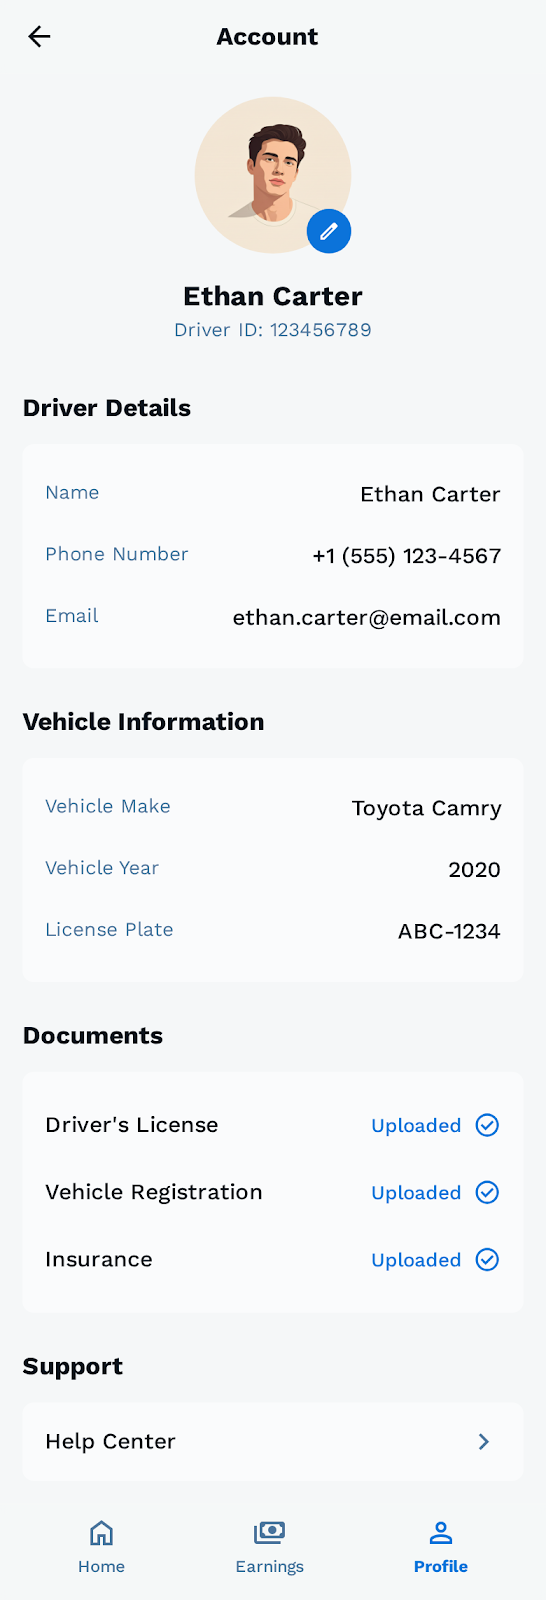 Account
Ethan Carter
Driver ID: 123456789
Driver Details
Name Ethan Carter
Phone Number +1 (555) 123-4567
Email ethan.carter@email.com
Vehicle Information
Vehicle Make Toyota Camry
Vehicle Year 2020
License Plate ABC-1234
Documents
Driver's License Uploaded
Vehicle Registration Uploaded
Insurance Uploaded
Support
Help Center
Home Earnings Profile